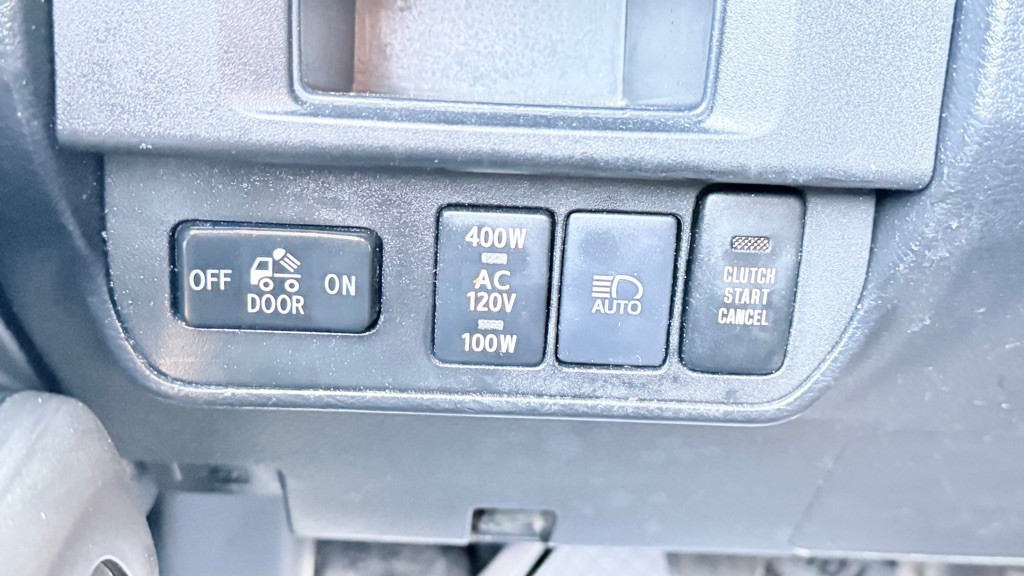 OFF
DOOR
ON
400W
AC
120V
100W
AUTO
CLUTCH
START
CANCEL